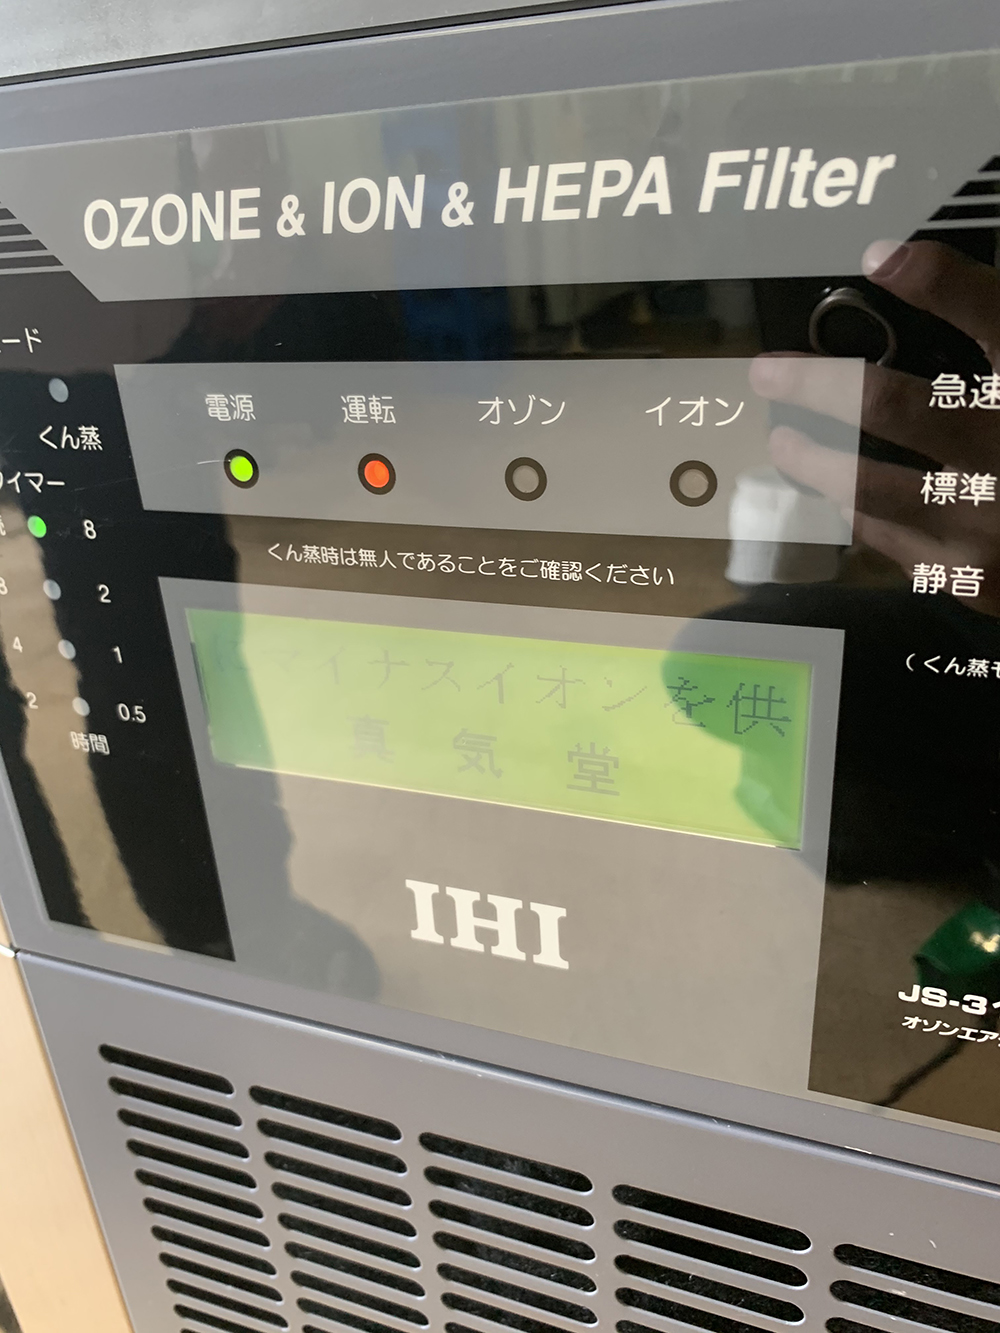 OZONE & ION & HEPA Filter
ード
電源 運転 オゾン イオン
急速
くん蒸
イマー
8
標準
くん蒸時は無人であることをご確認ください
静音
2
4 1
2 0.5
時間
(くん蒸モ
マイナスイオンを供
真気堂
IHI
JS-3
オゾンエア